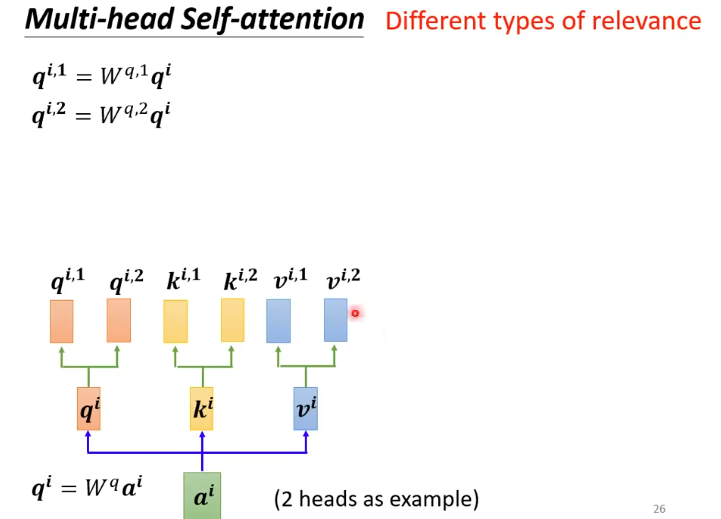 Multi-head Self-attention Different types of relevance
q^{i,1} = W^{q,1}q^i
q^{i,2} = W^{q,2}q^i
q^{i,1} q^{i,2} k^{i,1} k^{i,2} v^{i,1} v^{i,2}
q^i k^i v^i
q^i = W^q a^i a^i (2 heads as example)
26